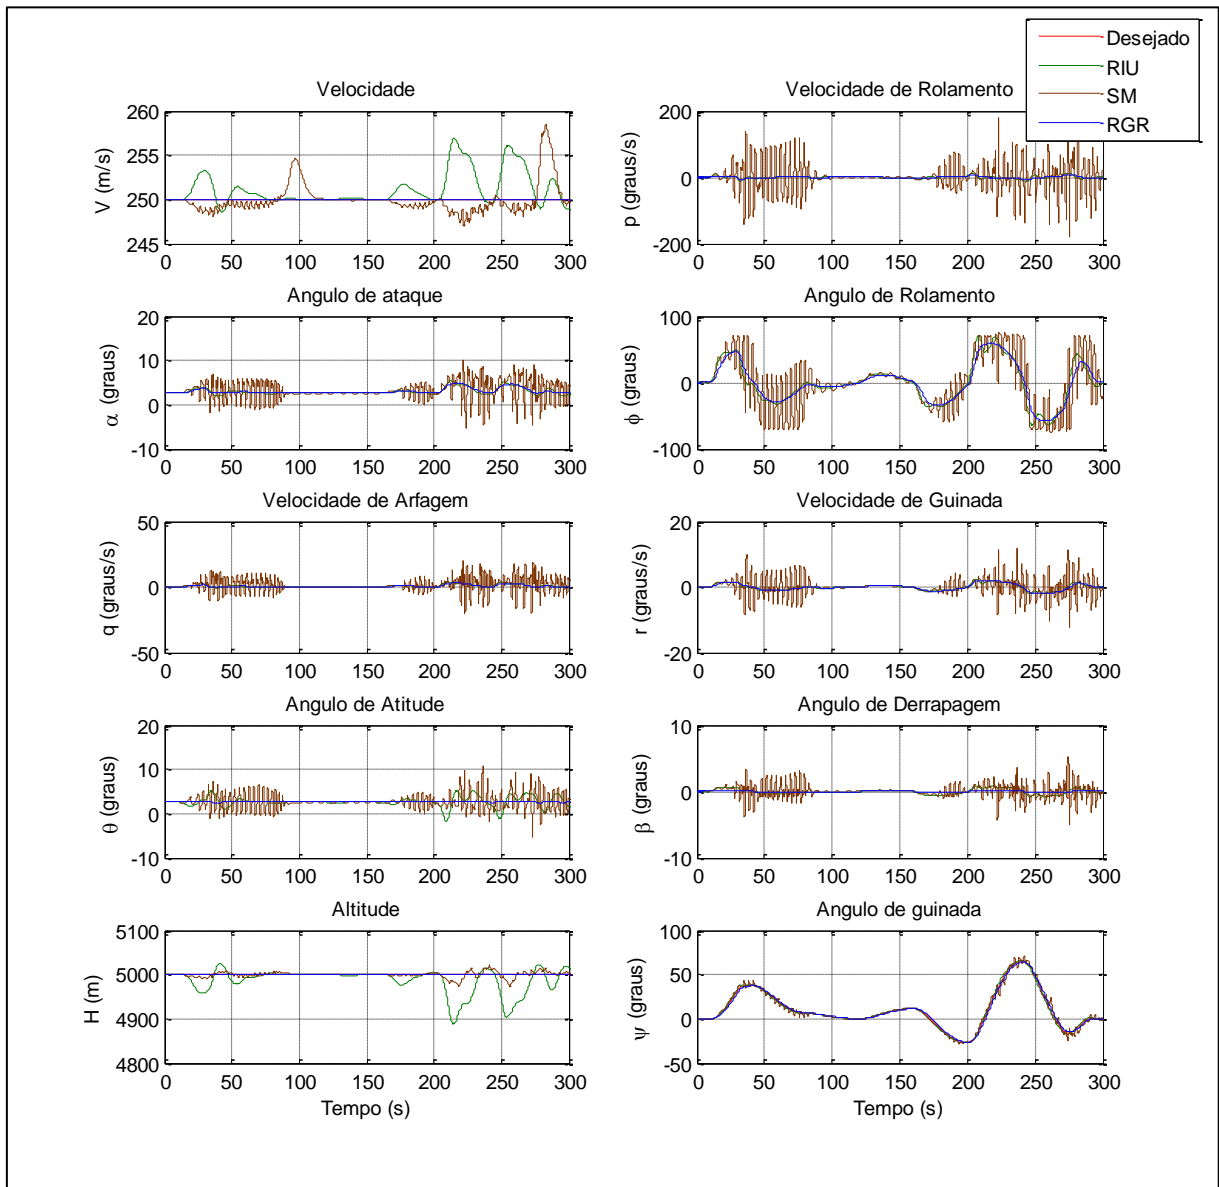 Desejado
RIU
SM
RGR
Velocidade
V (m/s)
260
255
250
245
0 50 100 150 200 250 300
Velocidade de Rolamento
p (graus/s)
200
0
-200
0 50 100 150 200 250 300
Angulo de ataque
α (graus)
20
10
0
-10
0 50 100 150 200 250 300
Angulo de Rolamento
ϕ (graus)
100
0
-100
0 50 100 150 200 250 300
Velocidade de Arfagem
q (graus/s)
50
0
-50
0 50 100 150 200 250 300
Velocidade de Guinada
r (graus/s)
20
0
-20
0 50 100 150 200 250 300
Angulo de Atitude
θ (graus)
20
10
0
-10
0 50 100 150 200 250 300
Angulo de Derrapagem
β (graus)
10
0
-10
0 50 100 150 200 250 300
Altitude
H (m)
5100
5000
4900
4800
0 50 100 150 200 250 300
Tempo (s)
Angulo de guinada
ψ (graus)
100
50
0
-50
0 50 100 150 200 250 300
Tempo (s)